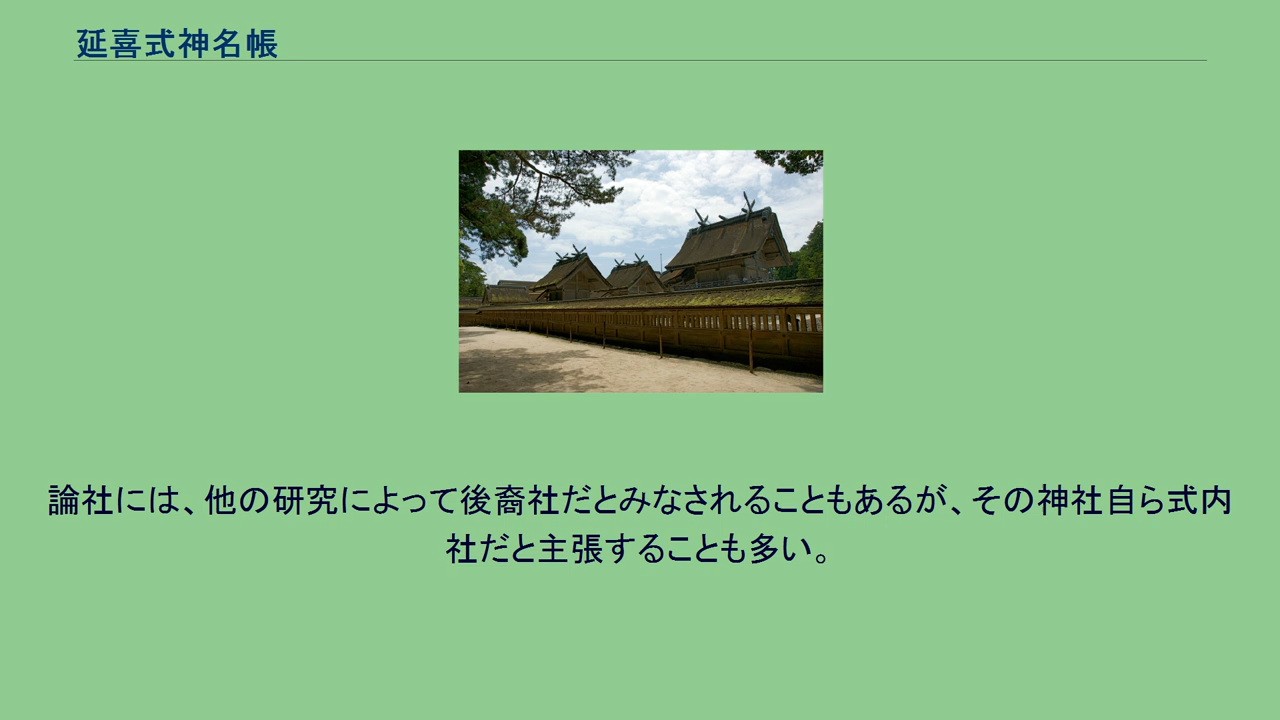 延喜式神名帳
論社には、他の研究によって後裔社だとみなされることもあるが、その神社自ら式内
社だと主張することも多い。